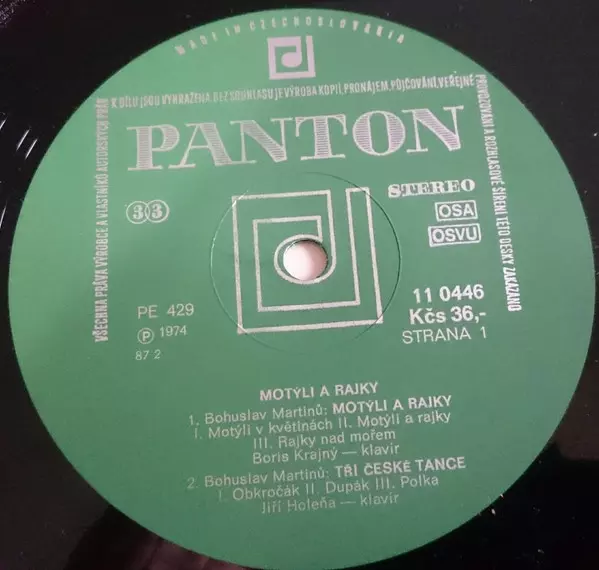 MADE IN CZECHOSLOVAKIA
VŠECHNA PRÁVA VÝROBCE A VLASTNÍKŮ AUTORSKÝCH PRÁV
K DÍLU JSOU VYHRAŽENA. BEZ SOUHLASU JE VÝROBA KOPIÍ, PRONÁJEM, PŮJČOVÁNÍ, VEŘEJNÉ
PROVOZOVÁNÍ A ROZHLASOVÉ ŠÍŘENÍ TÉTO DESKY ZAKÁZÁNO
PANTON
33
STEREO
OSA
OSVU
PE 429
Ⓟ 1974
87 2
11 0446
Kčs 36,-
STRANA 1
MOTÝLI A RAJKY
1. Bohuslav Martinů: MOTÝLI A RAJKY
I. Motýli v květinách II. Motýli a rajky
III. Rajky nad mořem
Boris Krajný — klavír
2. Bohuslav Martinů: TŘI ČESKÉ TANCE
I. Obkročák II. Dupák III. Polka
Jiří Holeňa — klavír